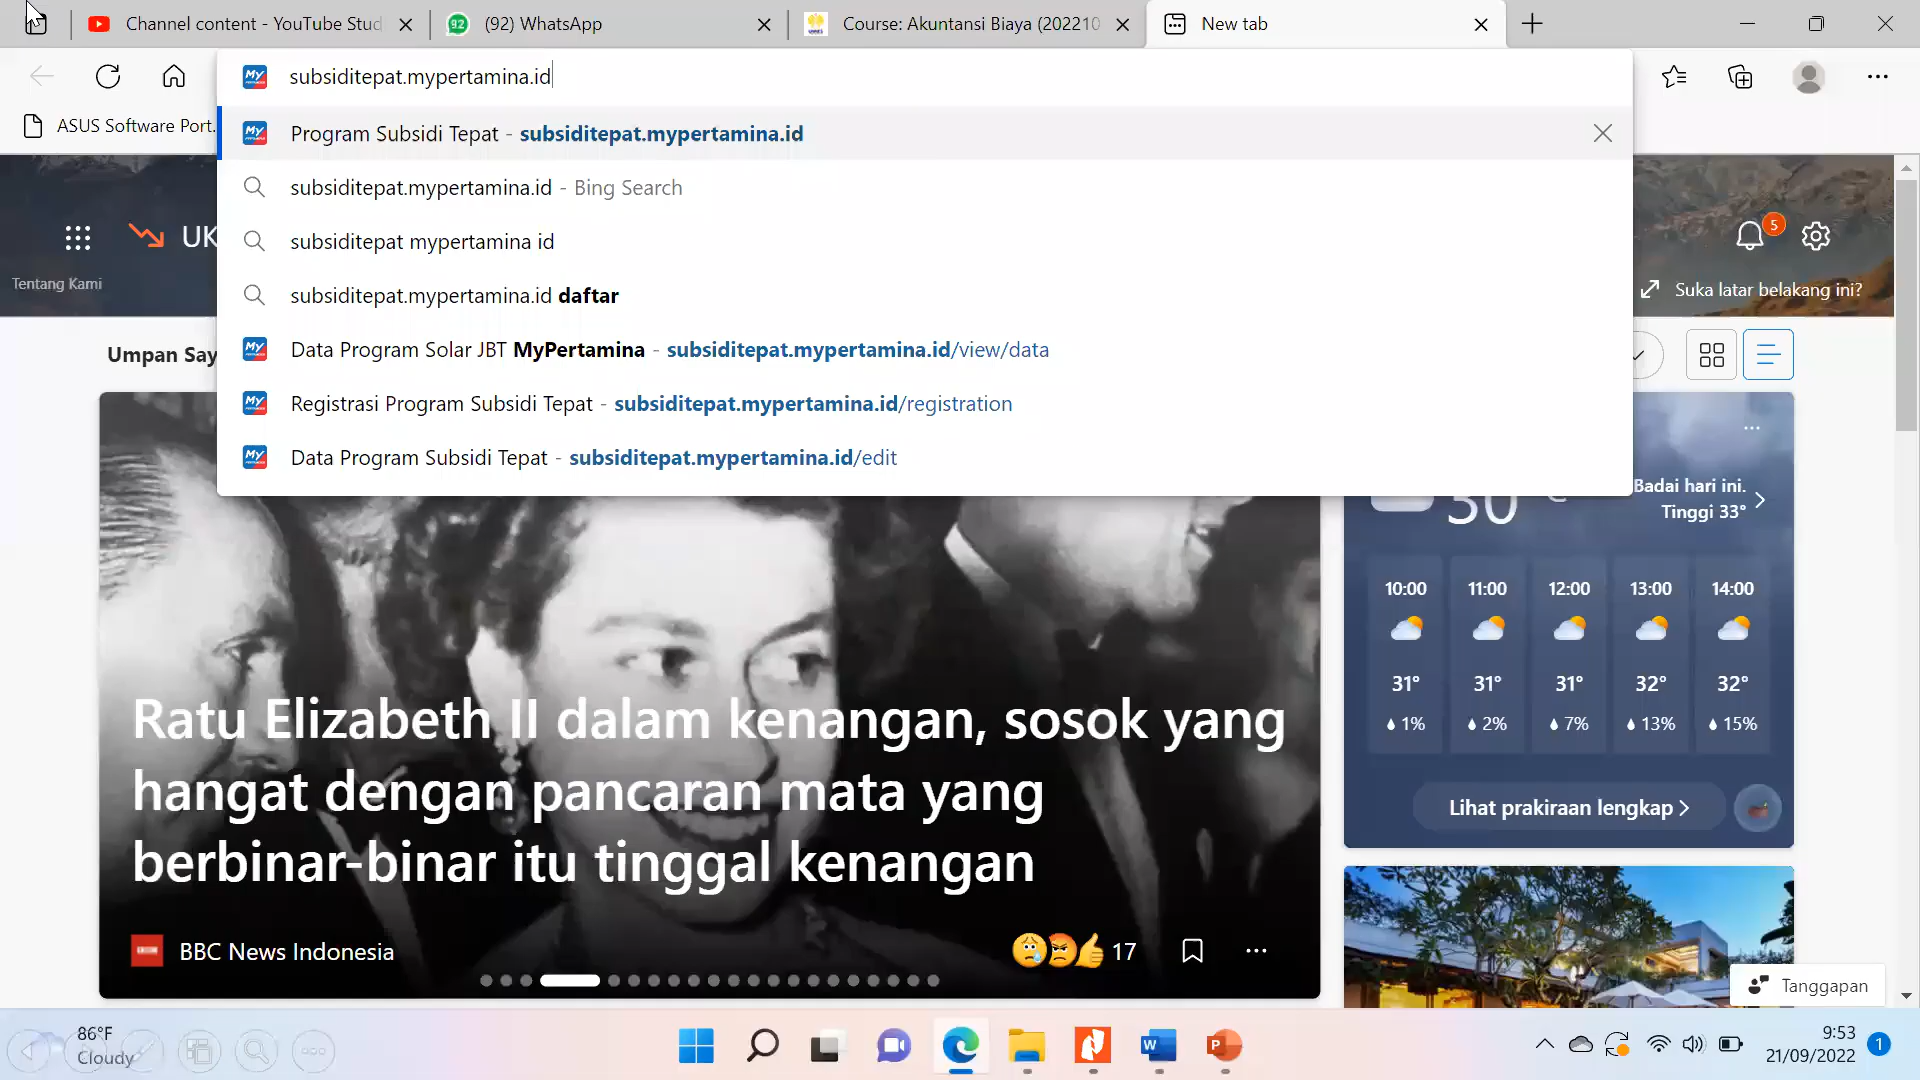 Channel content - YouTube Stud
(92) WhatsApp
Course: Akuntansi Biaya (202210
New tab
subsiditepat.mypertamina.id
ASUS Software Port.
Program Subsidi Tepat - subsiditepat.mypertamina.id
subsiditepat.mypertamina.id - Bing Search
subsiditepat mypertamina id
subsiditepat.mypertamina.id daftar
Data Program Solar JBT MyPertamina - subsiditepat.mypertamina.id/view/data
Registrasi Program Subsidi Tepat - subsiditepat.mypertamina.id/registration
Data Program Subsidi Tepat - subsiditepat.mypertamina.id/edit
UK
5
Tentang Kami
Suka latar belakang ini?
Umpan Say
30 °C
Badai hari ini.
Tinggi 33°
10:00 11:00 12:00 13:00 14:00
31° 31° 31° 32° 32°
1% 2% 7% 13% 15%
Lihat prakiraan lengkap
Ratu Elizabeth II dalam kenangan, sosok yang
hangat dengan pancaran mata yang
berbinar-binar itu tinggal kenangan
BBC News Indonesia
17
Tanggapan
86°F
Cloudy
9:53
21/09/2022
1